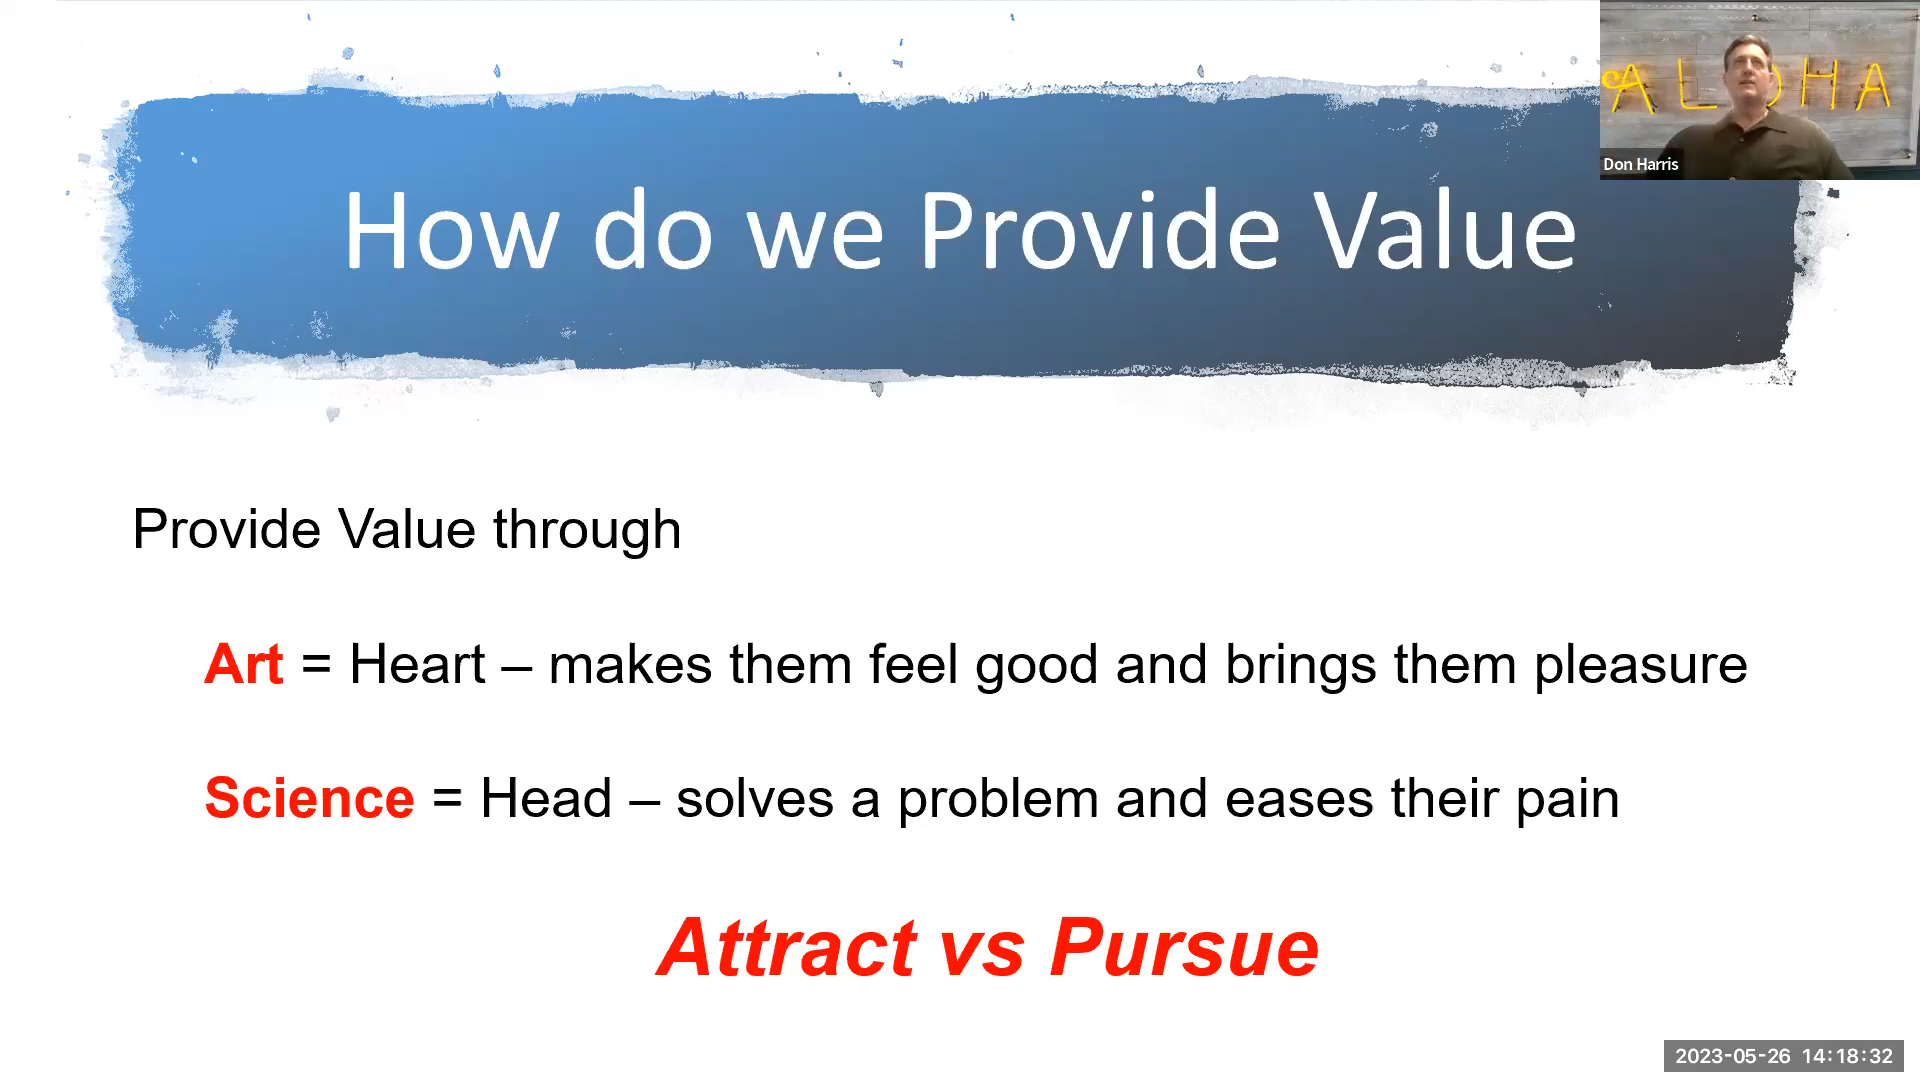 ALOHA
Don Harris
How do we Provide Value
Provide Value through
Art = Heart – makes them feel good and brings them pleasure
Science = Head – solves a problem and eases their pain
Attract vs Pursue
2023-05-26 14:18:32